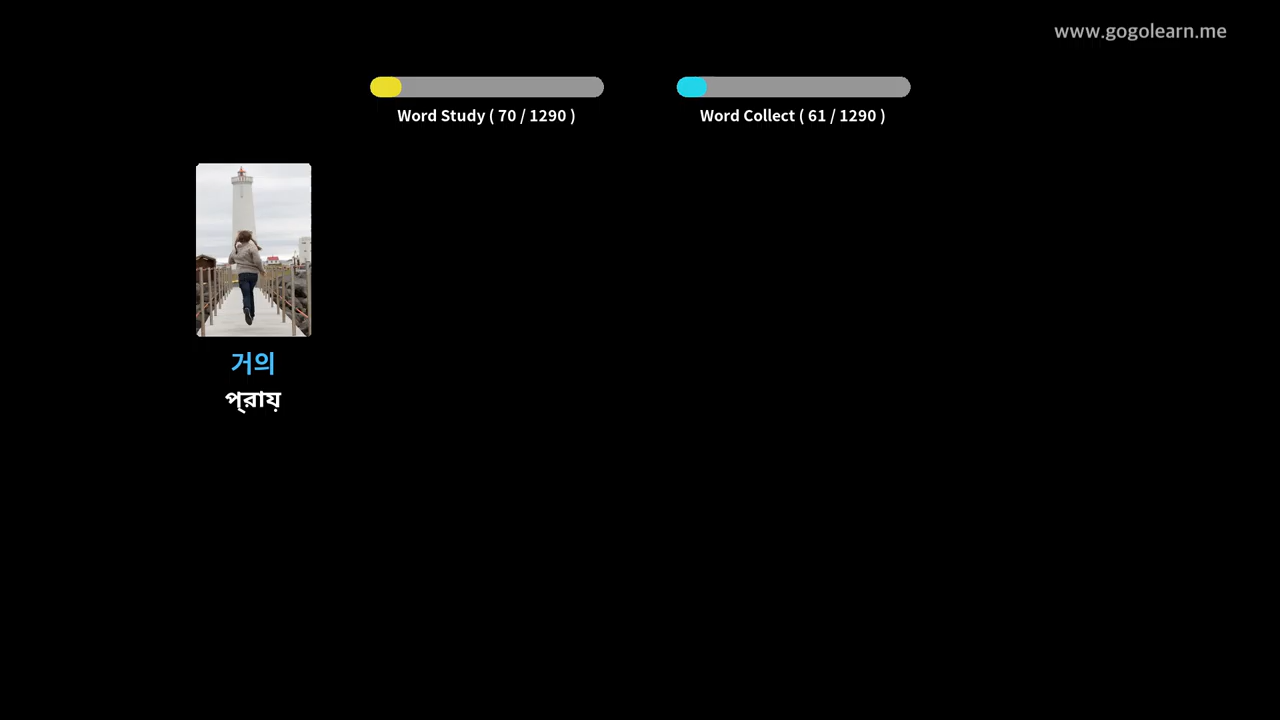 www.gogolearn.me
Word Study ( 70 / 1290 )
Word Collect ( 61 / 1290 )
거의
প্রায়